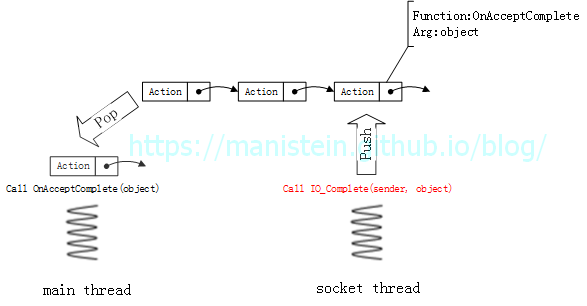 Function:OnAcceptComplete
Arg:object
Action
Action
Action
Pop
https://manistein.github.io/blog/
Push
Action
Call OnAcceptComplete(object)
Call IO_Complete(sender, object)
main thread
socket thread